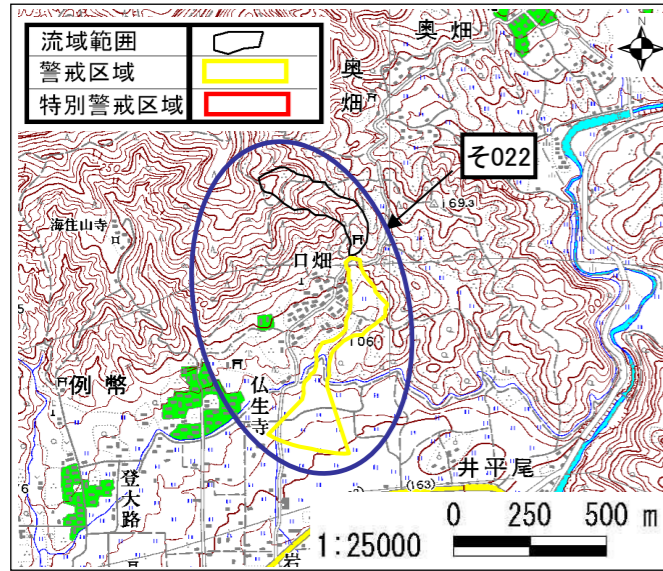 流域範囲
警戒区域
特別警戒区域
奥畑
奥畑
そ022
1693
海住山寺
口畑
106
例幣
仏生寺
井平尾
(163)
登大路
岩
0 250 500 m
1:25000